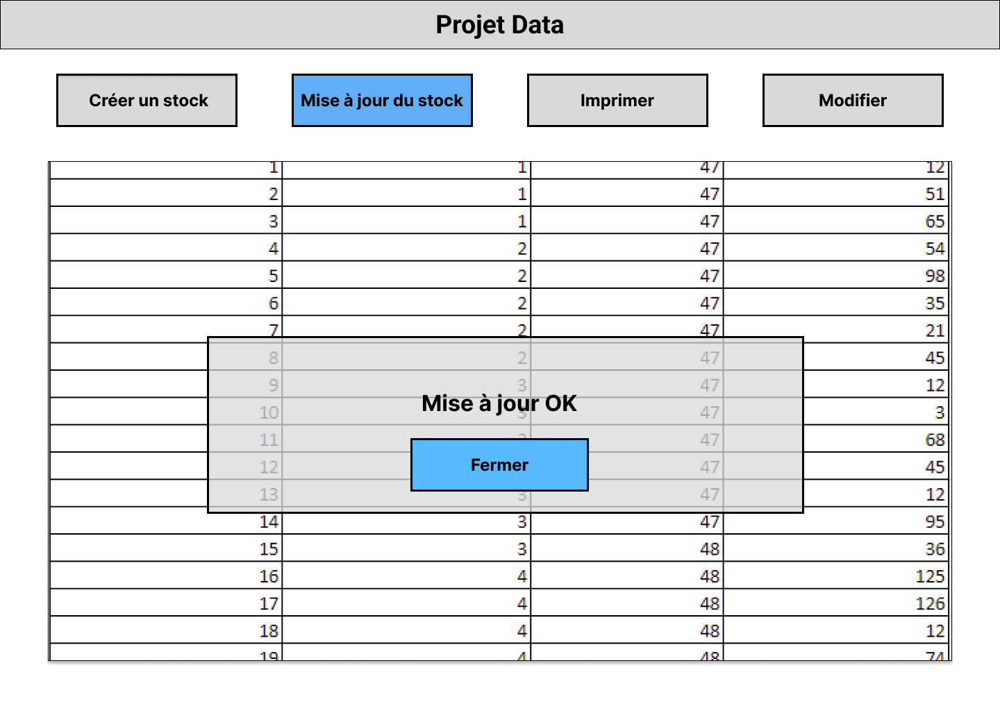 Projet Data
Créer un stock Mise à jour du stock Imprimer Modifier
1 1 47 12
2 1 47 51
3 1 47 65
4 2 47 54
5 2 47 98
6 2 47 35
7 2 47 21
8 2 47 45
9 3 47 12
Mise à jour OK
10 3 47 3
11 47 68
Fermer
12 47 45
13 3 47 12
14 3 47 95
15 3 48 36
16 4 48 125
17 4 48 126
18 4 48 12
19 4 48 74